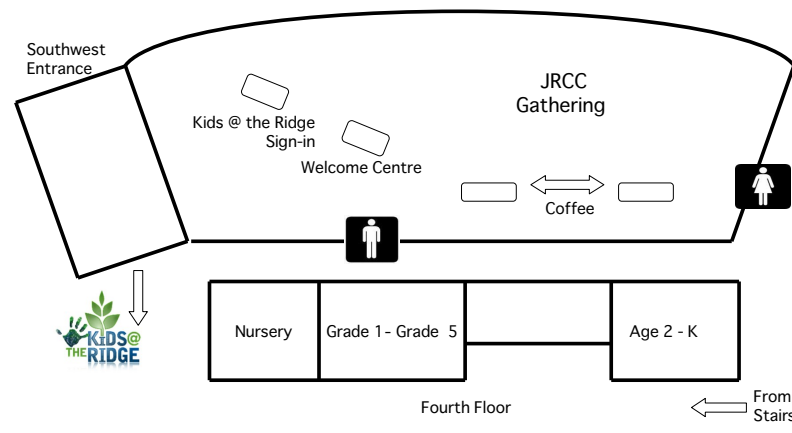 Southwest
Entrance
JRCC
Gathering
Kids @ the Ridge
Sign-in
Welcome Centre
Coffee
KiDS@
THE RIDGE
Nursery
Grade 1 - Grade 5
Age 2 - K
Fourth Floor
From
Stairs